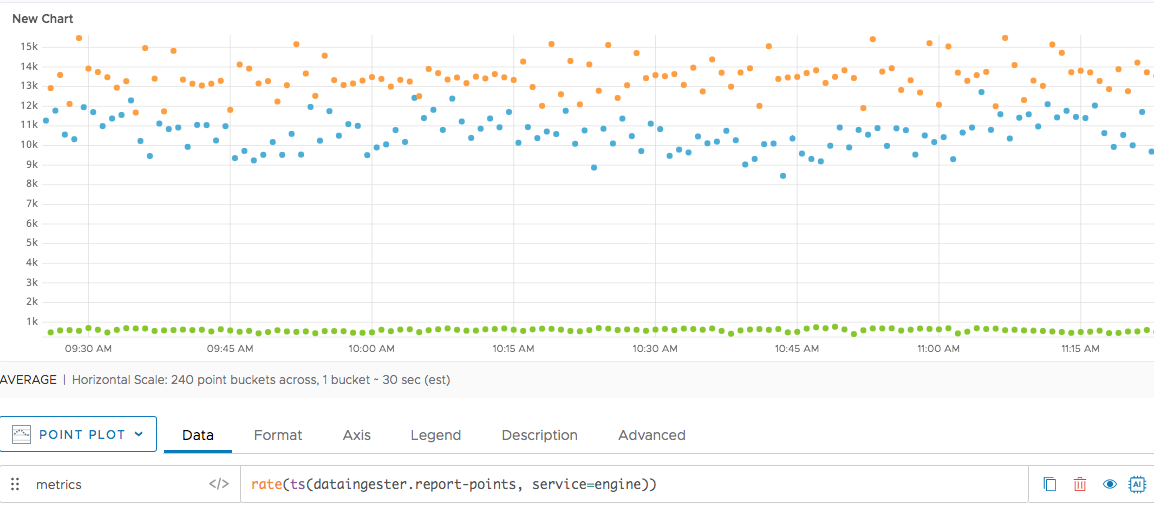 New Chart
15k
14k
13k
12k
11k
10k
9k
8k
7k
6k
5k
4k
3k
2k
1k
09:30 AM 09:45 AM 10:00 AM 10:15 AM 10:30 AM 10:45 AM 11:00 AM 11:15 AM
AVERAGE | Horizontal Scale: 240 point buckets across, 1 bucket ~ 30 sec (est)
POINT PLOT Data Format Axis Legend Description Advanced
metrics </> rate(ts(dataingester.report-points, service=engine)) AI